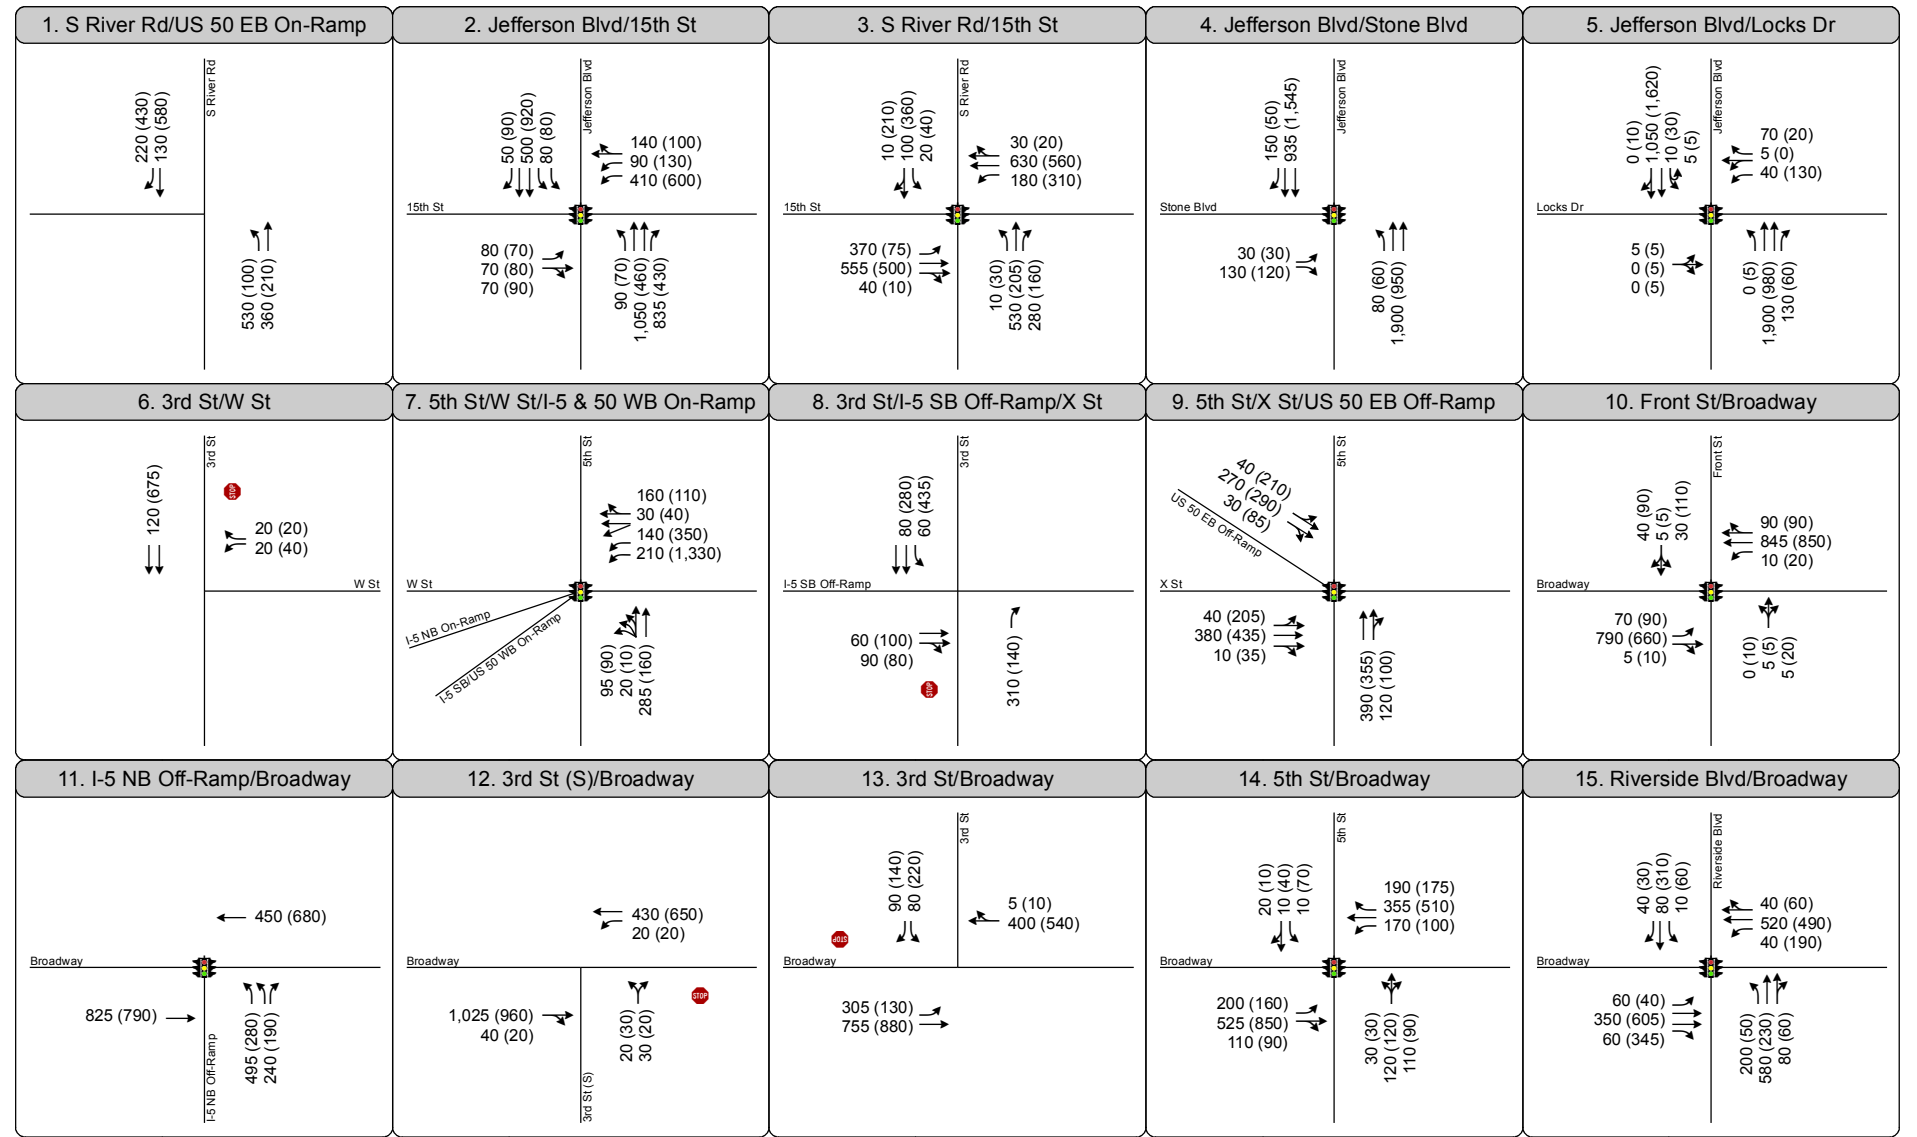 1. S River Rd/US 50 EB On-Ramp
220 (430)
130 (580)
S River Rd
530 (100)
360 (210)
2. Jefferson Blvd/15th St
50 (90)
500 (920)
80 (80)
Jefferson Blvd
140 (100)
90 (130)
410 (600)
15th St
80 (70)
70 (80)
70 (90)
90 (70)
1,050 (460)
835 (430)
3. S River Rd/15th St
10 (210)
100 (360)
20 (40)
S River Rd
30 (20)
630 (560)
180 (310)
15th St
370 (75)
555 (500)
40 (10)
10 (30)
530 (205)
280 (160)
4. Jefferson Blvd/Stone Blvd
150 (50)
935 (1,545)
Jefferson Blvd
Stone Blvd
30 (30)
130 (120)
80 (60)
1,900 (950)
5. Jefferson Blvd/Locks Dr
0 (10)
1,050 (1,620)
10 (30)
5 (5)
Jefferson Blvd
70 (20)
5 (0)
40 (130)
Locks Dr
5 (5)
0 (5)
0 (5)
0 (5)
1,900 (980)
130 (60)
6. 3rd St/W St
120 (675)
3rd St
STOP
20 (20)
20 (40)
W St
7. 5th St/W St/I-5 & 50 WB On-Ramp
5th St
160 (110)
30 (40)
140 (350)
210 (1,330)
W St
I-5 NB On-Ramp
I-5 SB/US 50 WB On-Ramp
95 (90)
20 (10)
285 (160)
8. 3rd St/I-5 SB Off-Ramp/X St
80 (280)
60 (435)
3rd St
I-5 SB Off-Ramp
60 (100)
90 (80)
STOP
310 (140)
9. 5th St/X St/US 50 EB Off-Ramp
40 (210)
270 (290)
30 (85)
US 50 EB Off-Ramp
5th St
X St
40 (205)
380 (435)
10 (35)
390 (355)
120 (100)
10. Front St/Broadway
40 (90)
5 (5)
30 (110)
Front St
90 (90)
845 (850)
10 (20)
Broadway
70 (90)
790 (660)
5 (10)
0 (10)
5 (5)
5 (20)
11. I-5 NB Off-Ramp/Broadway
450 (680)
Broadway
825 (790)
I-5 NB Off-Ramp
495 (280)
240 (190)
12. 3rd St (S)/Broadway
430 (650)
20 (20)
Broadway
1,025 (960)
40 (20)
3rd St (S)
20 (30)
30 (20)
STOP
13. 3rd St/Broadway
90 (140)
80 (220)
3rd St
5 (10)
400 (540)
STOP
Broadway
305 (130)
755 (880)
14. 5th St/Broadway
20 (10)
10 (40)
10 (70)
5th St
190 (175)
355 (510)
170 (100)
Broadway
200 (160)
525 (850)
110 (90)
30 (30)
120 (120)
110 (90)
15. Riverside Blvd/Broadway
40 (30)
80 (310)
10 (60)
Riverside Blvd
40 (60)
520 (490)
40 (190)
Broadway
60 (40)
350 (605)
60 (345)
200 (50)
580 (230)
80 (60)